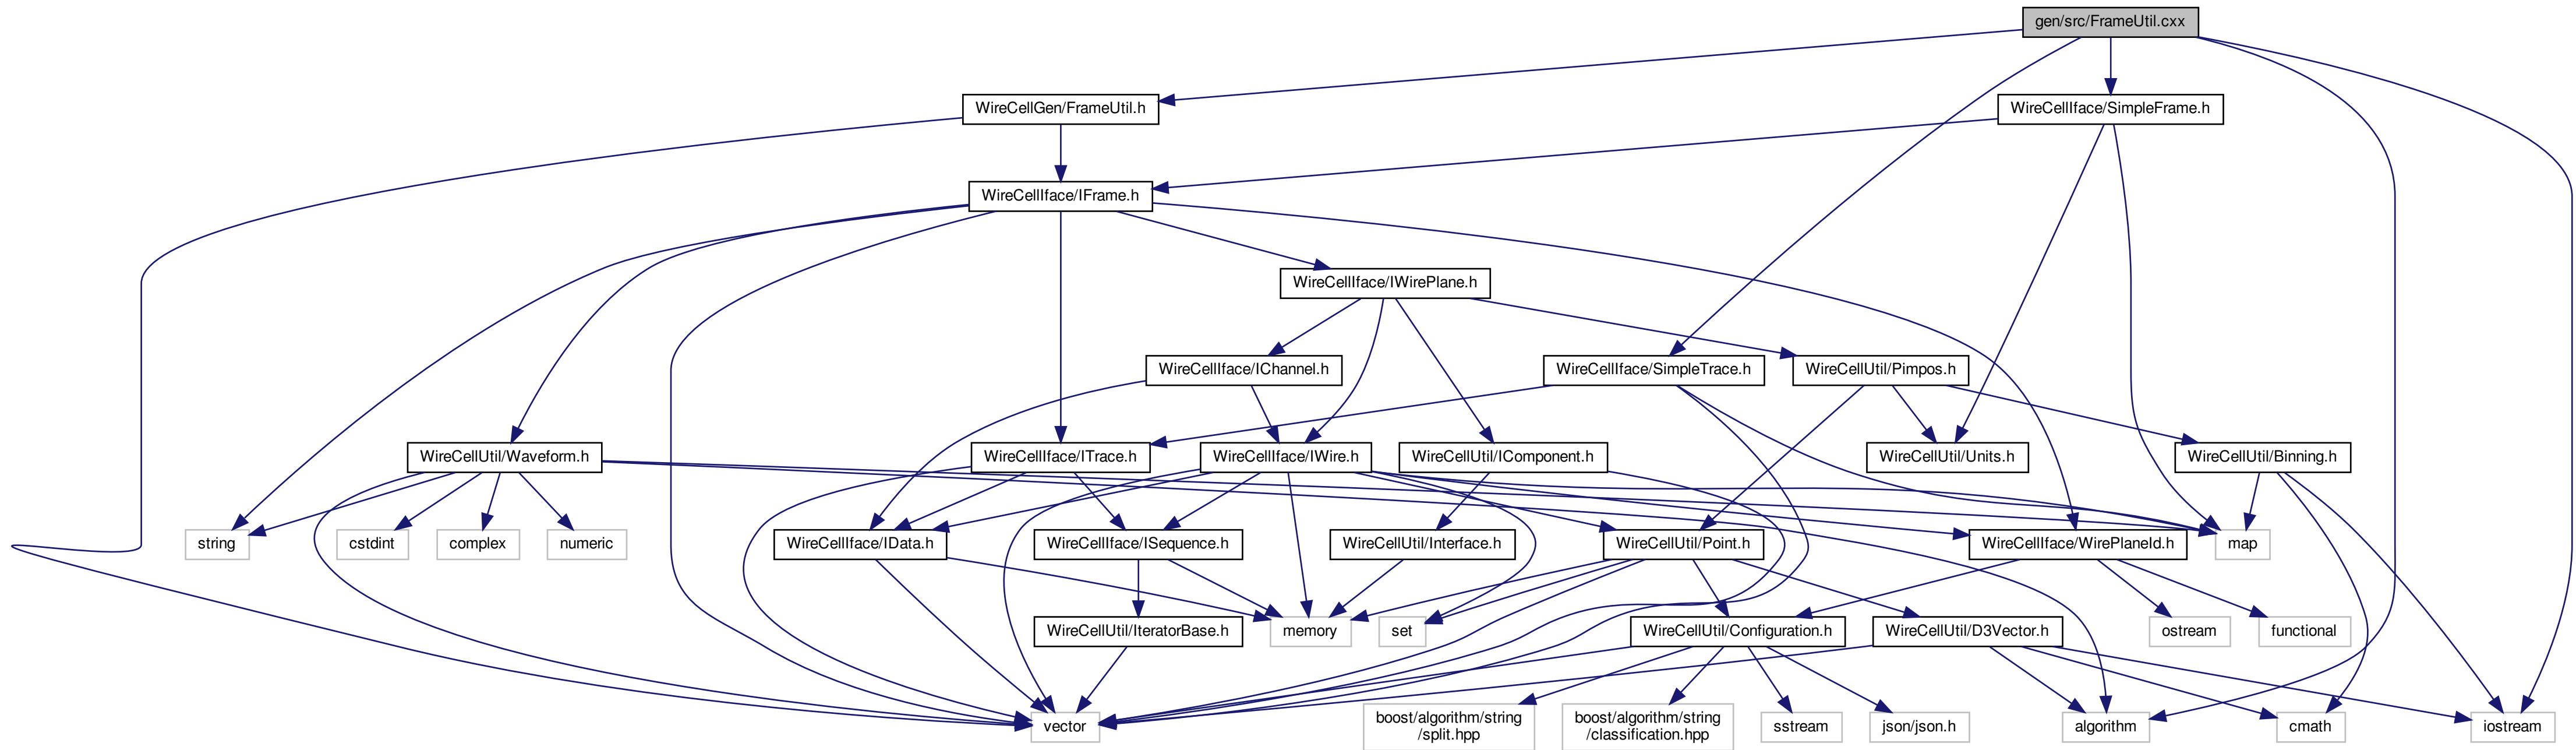 gen/src/FrameUtil.cxx
WireCellGen/FrameUtil.h
WireCellIface/SimpleFrame.h
WireCellIface/IFrame.h
WireCellIface/IWirePlane.h
WireCellIface/IChannel.h
WireCellIface/SimpleTrace.h
WireCellUtil/Pimpos.h
WireCellUtil/Waveform.h
WireCellIface/ITrace.h
WireCellIface/IWire.h
WireCellUtil/IComponent.h
WireCellUtil/Units.h
WireCellUtil/Binning.h
string
cstdint
complex
numeric
WireCellIface/IData.h
WireCellIface/ISequence.h
WireCellUtil/Interface.h
WireCellUtil/Point.h
WireCellIface/WirePlaneId.h
map
WireCellUtil/IteratorBase.h
memory
set
WireCellUtil/Configuration.h
WireCellUtil/D3Vector.h
ostream
functional
vector
boost/algorithm/string
/split.hpp
boost/algorithm/string
/classification.hpp
sstream
json/json.h
algorithm
cmath
iostream